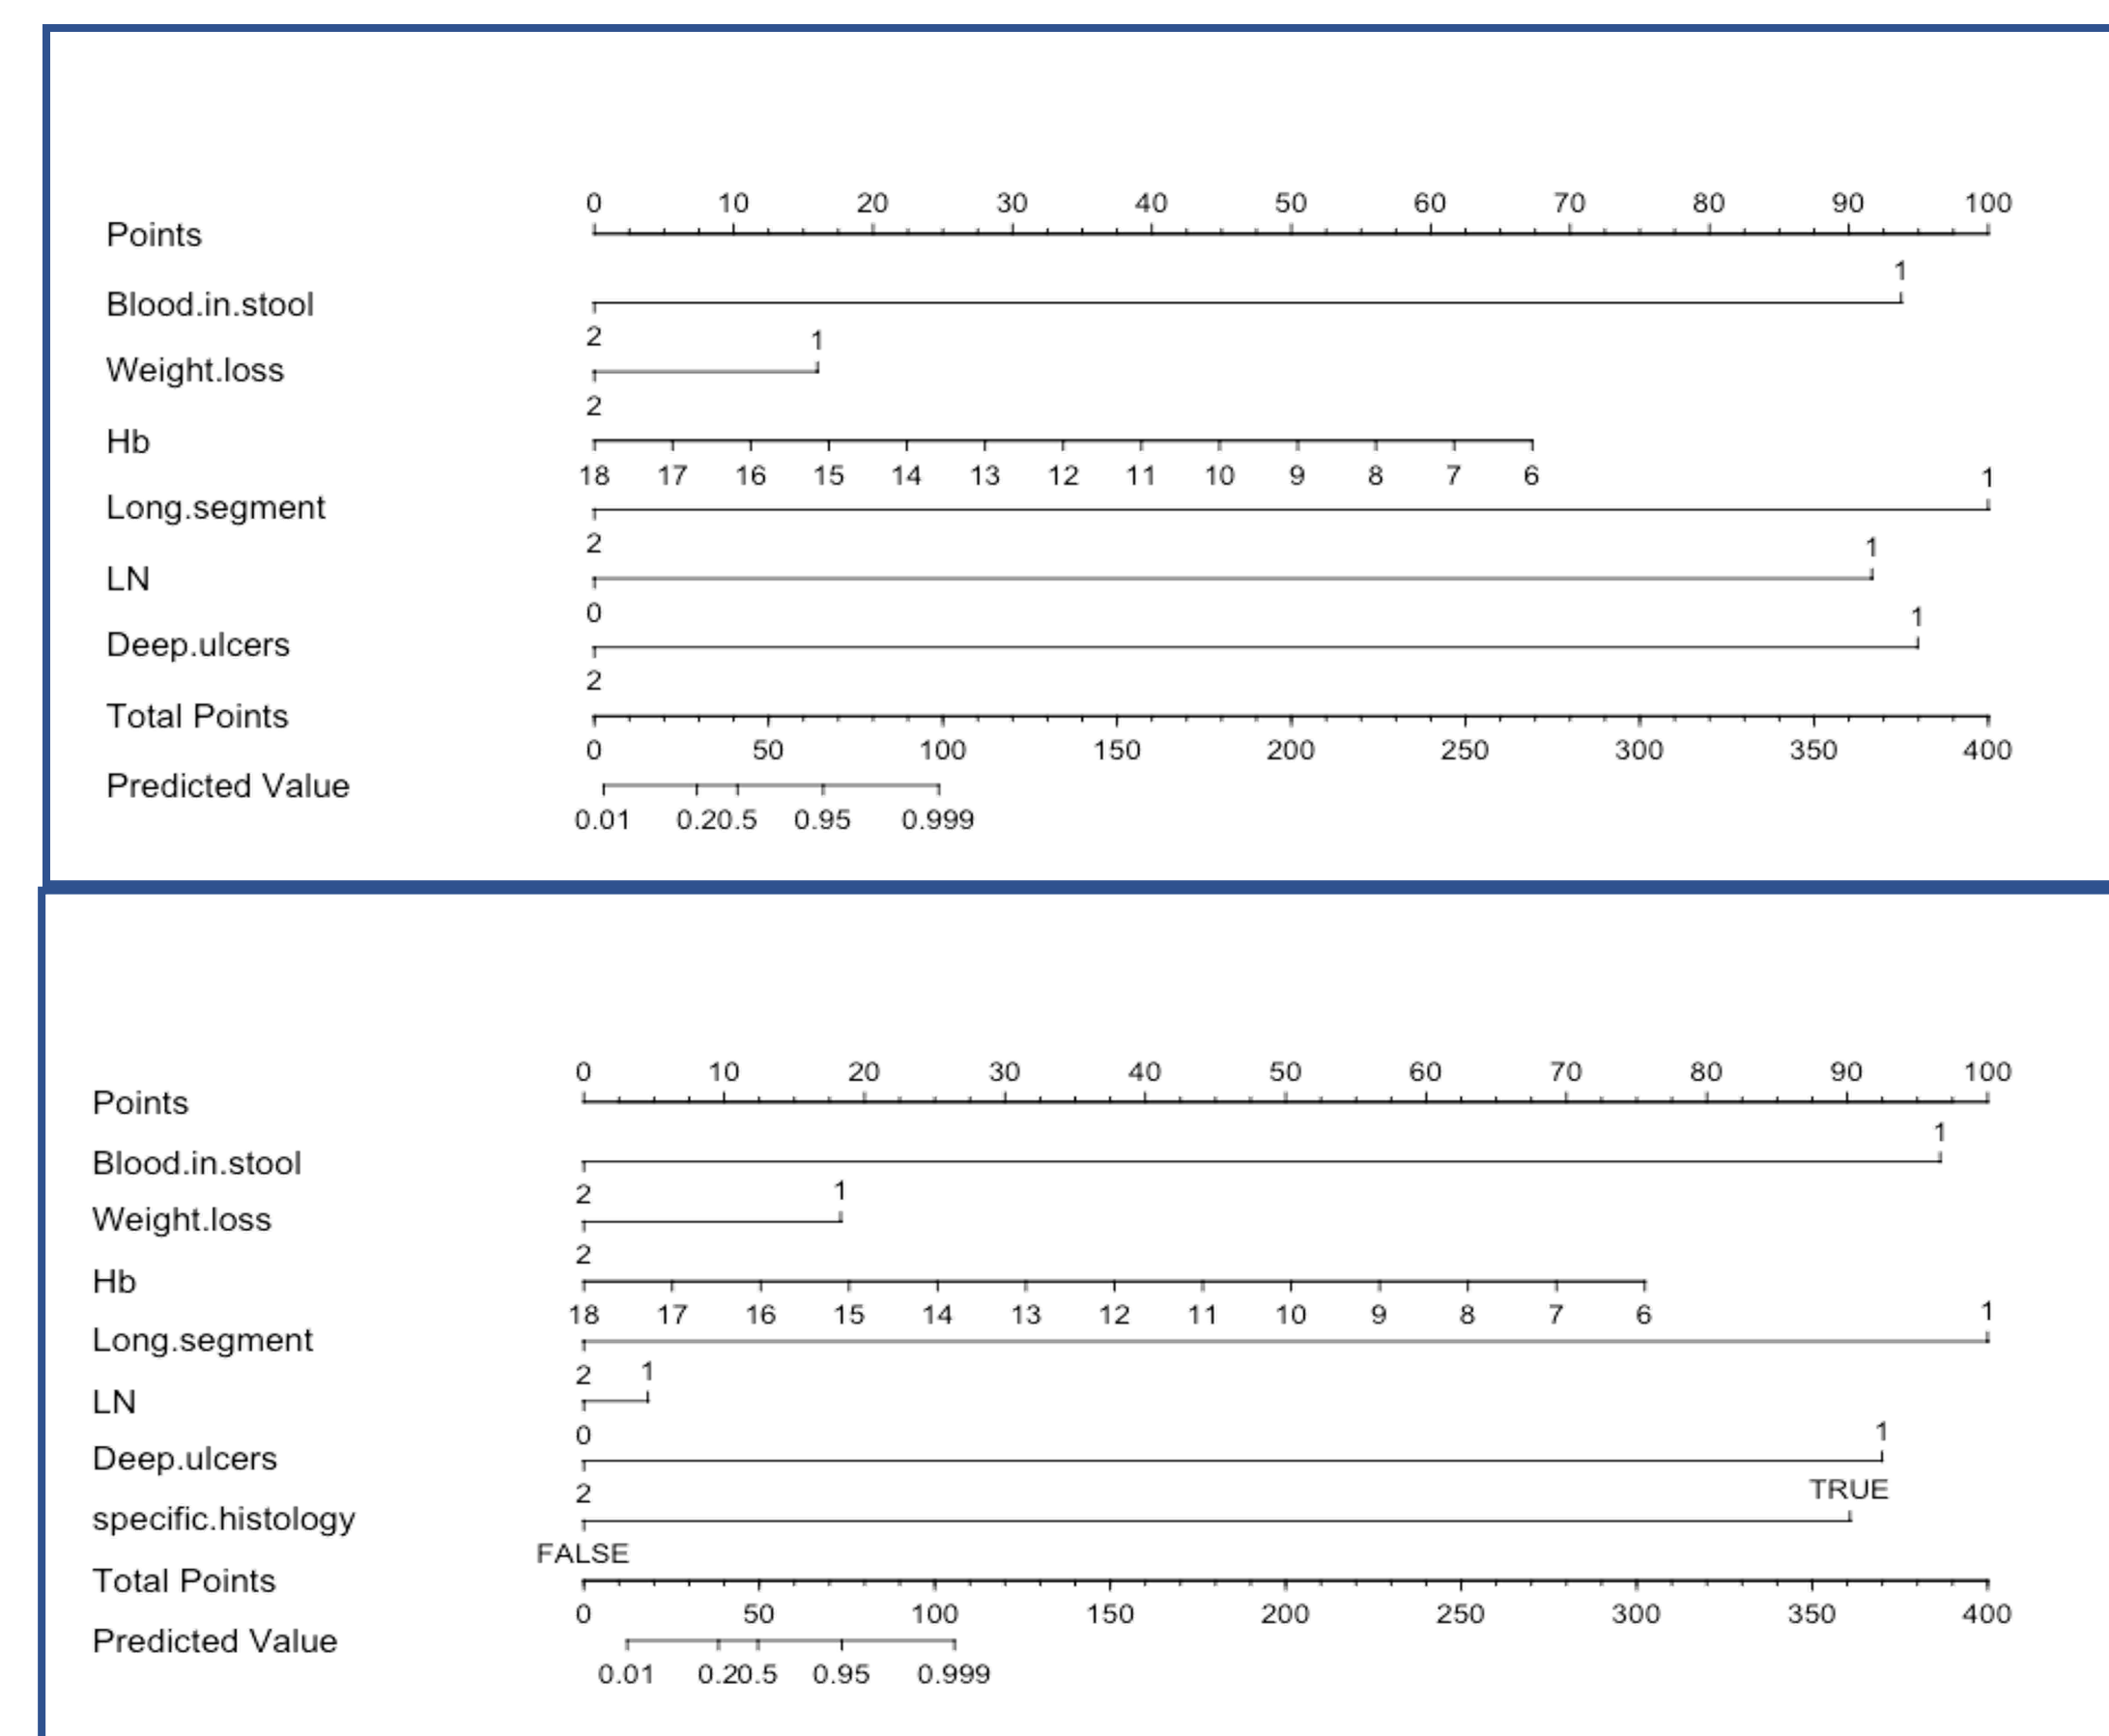 0 10 20 30 40 50 60 70 80 90 100
Points
1
Blood.in.stool
2
1
Weight.loss
2
Hb
18 17 16 15 14 13 12 11 10 9 8 7 6
1
Long.segment
2
1
LN
0
1
Deep.ulcers
2
Total Points
0 50 100 150 200 250 300 350 400
Predicted Value
0.01 0.20.5 0.95 0.999
0 10 20 30 40 50 60 70 80 90 100
Points
1
Blood.in.stool
2
1
Weight.loss
2
Hb
18 17 16 15 14 13 12 11 10 9 8 7 6
1
Long.segment
2
1
LN
0
1
Deep.ulcers
2
TRUE
specific.histology
FALSE
Total Points
0 50 100 150 200 250 300 350 400
Predicted Value
0.01 0.20.5 0.95 0.999